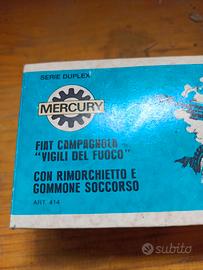 SERIE DUPLEX
MERCURY
FIAT CAMPAGNOLA
"VIGILI DEL FUOCO"
CON RIMORCHIETTO E
GOMMONE SOCCORSO
ART. 414
subito